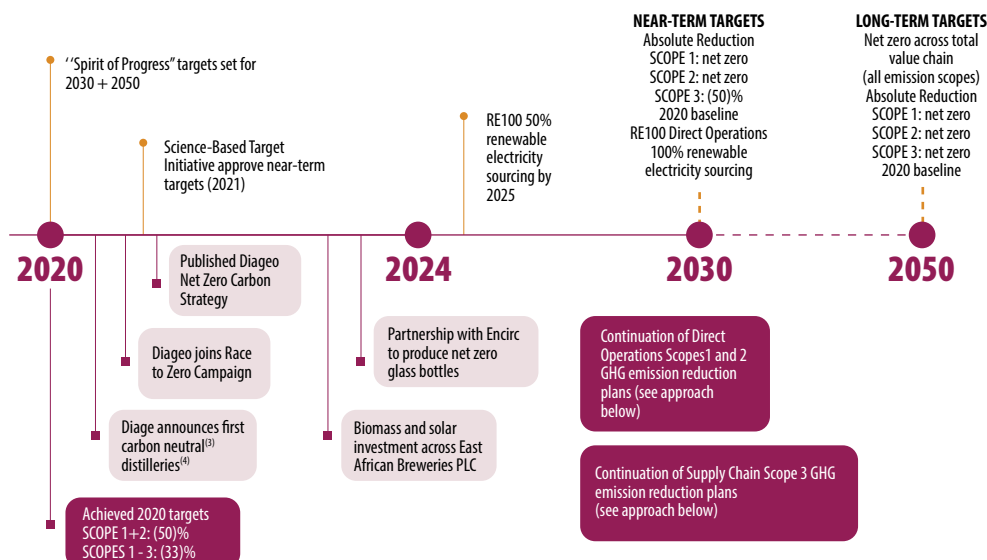 NEAR-TERM TARGETS
Absolute Reduction
SCOPE 1: net zero
SCOPE 2: net zero
SCOPE 3: (50)%
2020 baseline
RE100 Direct Operations
100% renewable
electricity sourcing
LONG-TERM TARGETS
Net zero across total
value chain
(all emission scopes)
Absolute Reduction
SCOPE 1: net zero
SCOPE 2: net zero
SCOPE 3: net zero
2020 baseline
‘‘Spirit of Progress” targets set for
2030 + 2050
Science-Based Target
Initiative approve near-term
targets (2021)
RE100 50%
renewable
electricity
sourcing by
2025
2020
2024
2030
2050
Published Diageo
Net Zero Carbon
Strategy
Diageo joins Race
to Zero Campaign
Diage announces first
carbon neutral(3)
distilleries(4)
Achieved 2020 targets
SCOPE 1+2: (50)%
SCOPES 1 - 3: (33)%
Partnership with Encirc
to produce net zero
glass bottles
Biomass and solar
investment across East
African Breweries PLC
Continuation of Direct
Operations Scopes1 and 2
GHG emission reduction
plans (see approach
below)
Continuation of Supply Chain Scope 3 GHG
emission reduction plans
(see approach below)